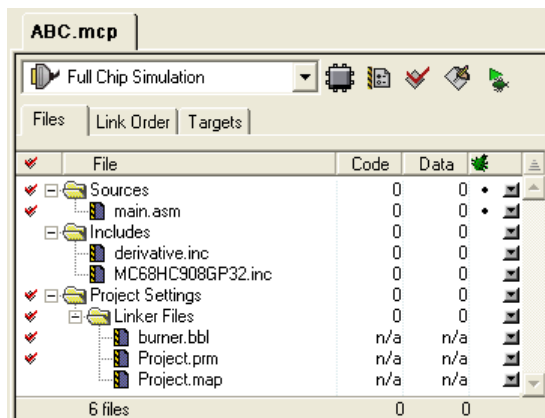 ABC.mcp
Full Chip Simulation
Files Link Order Targets
File Code Data
Sources 0 0
main.asm 0 0
Includes 0 0
derivative.inc 0 0
MC68HC908GP32.inc 0 0
Project Settings 0 0
Linker Files 0 0
burner.bbl n/a n/a
Project.prm n/a n/a
Project.map n/a n/a
6 files 0 0